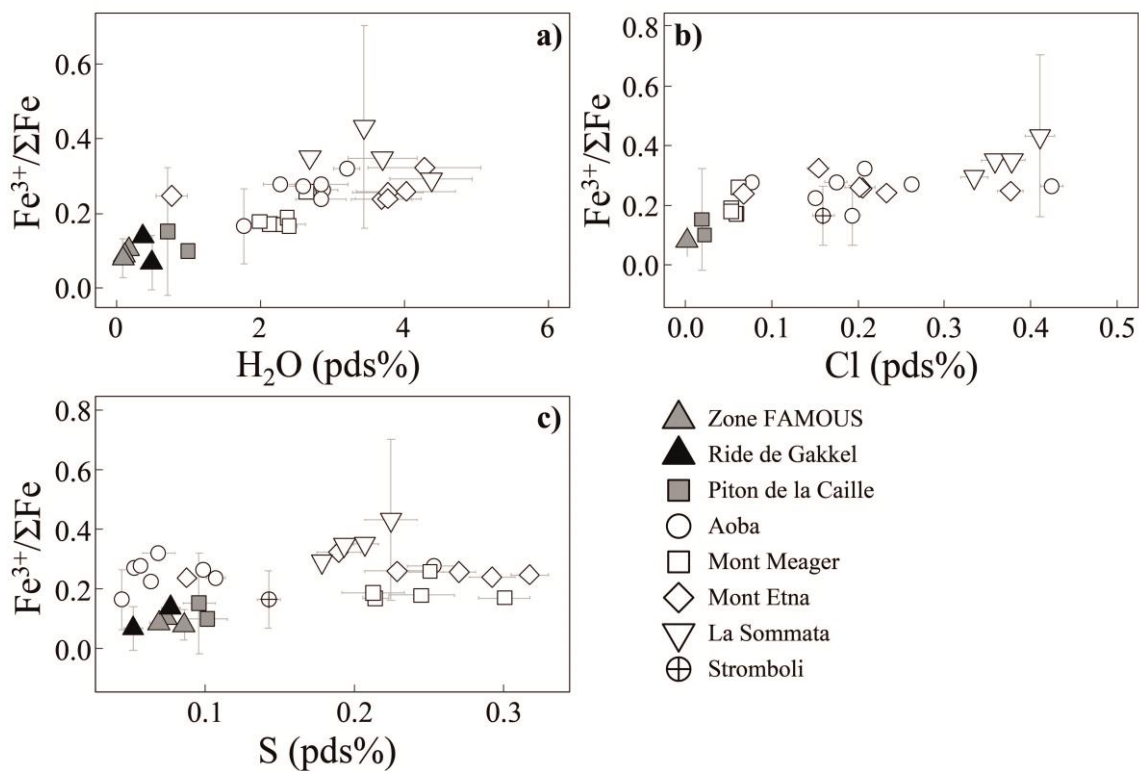 a)
Fe³⁺/ΣFe
0.6
0.4
0.2
0.0
0 2 4 6
H₂O (pds%)
b)
Fe³⁺/ΣFe
0.8
0.6
0.4
0.2
0.0
0.0 0.1 0.2 0.3 0.4 0.5
Cl (pds%)
c)
Fe³⁺/ΣFe
0.8
0.6
0.4
0.2
0.0
0.1 0.2 0.3
S (pds%)
Zone FAMOUS
Ride de Gakkel
Piton de la Caille
Aoba
Mont Meager
Mont Etna
La Sommata
Stromboli